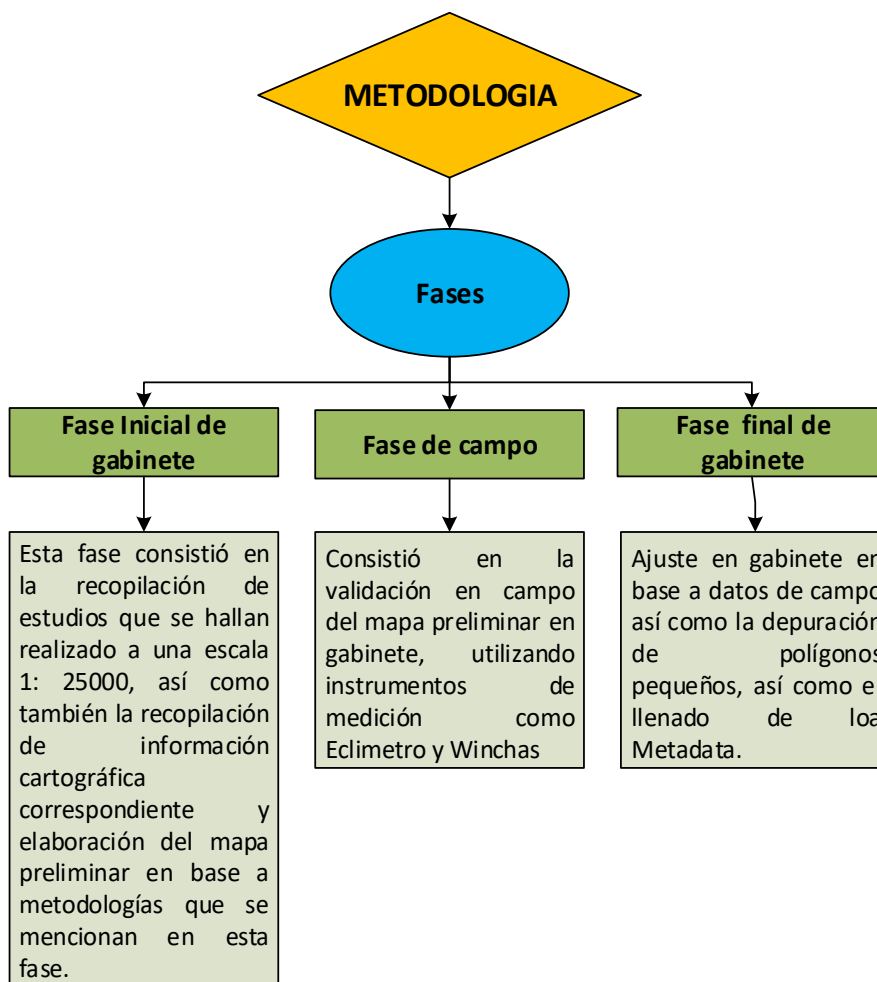 METODOLOGIA
Fases
Fase Inicial de
gabinete
Esta fase consistió en
la recopilación de
estudios que se hallan
realizado a una escala
1: 25000, así como
también la recopilación
de información
cartográfica
correspondiente y
elaboración del mapa
preliminar en base a
metodologías que se
mencionan en esta
fase.
Fase de campo
Consistió en la
validación en campo
del mapa preliminar en
gabinete, utilizando
instrumentos de
medición como
Eclimetro y Winchas
Fase final de
gabinete
Ajuste en gabinete en
base a datos de campo
así como la depuración
de polígonos
pequeños, así como e
llenado de loa
Metadata.